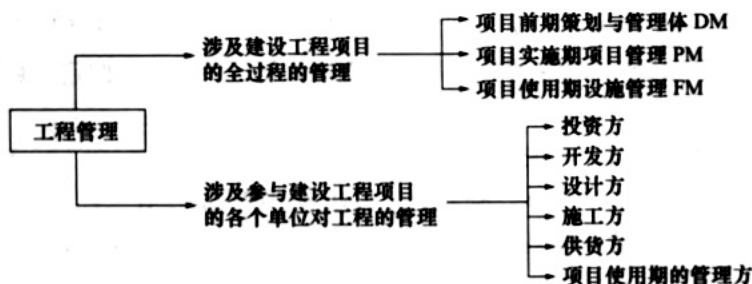 工程管理
涉及建设工程项目
的全过程的管理
项目前期策划与管理体 DM
项目实施期项目管理 PM
项目使用期设施管理 FM
涉及参与建设工程项目
的各个单位对工程的管理
投资方
开发方
设计方
施工方
供货方
项目使用期的管理方